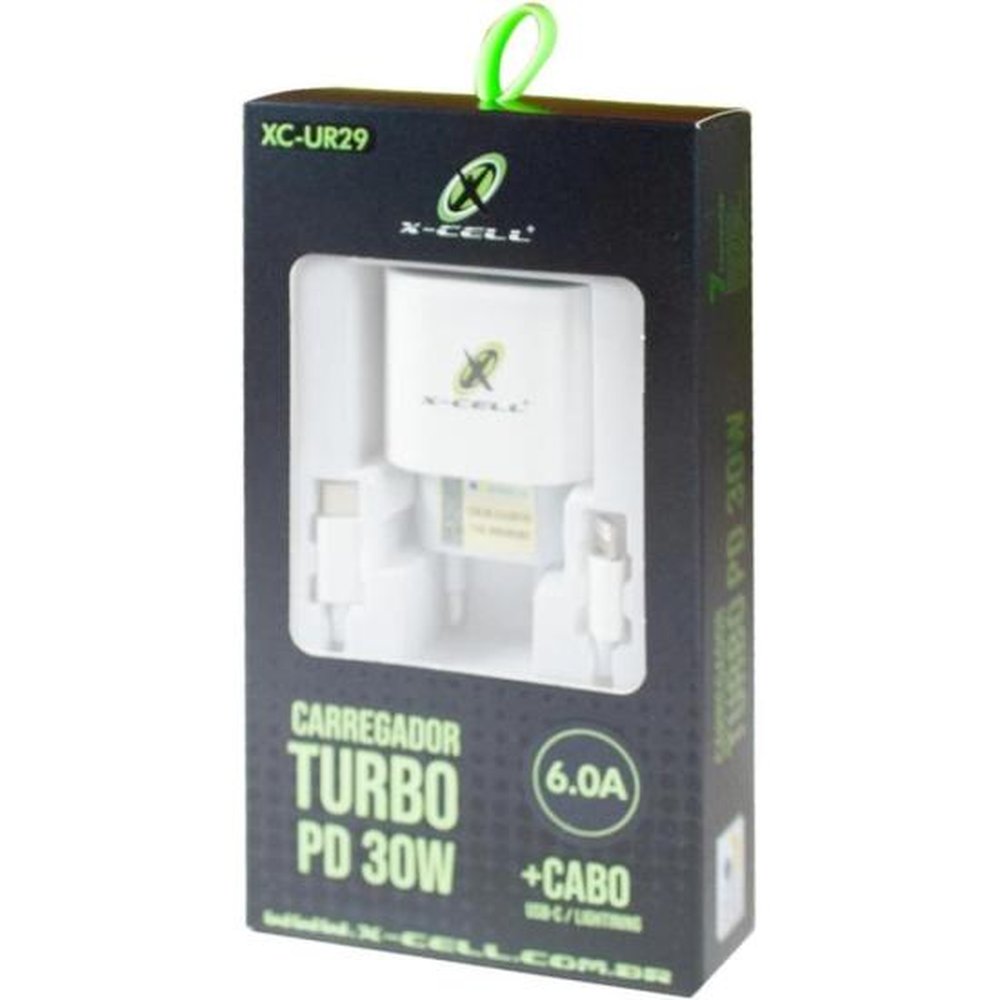 XC-UR29
X-CELL
X-CELL
CARREGADOR
TURBO
PD 30W
6.0A
+CABO
USB-C / LIGHTNING
www.x-cell.com.br
TURBO PD 30W